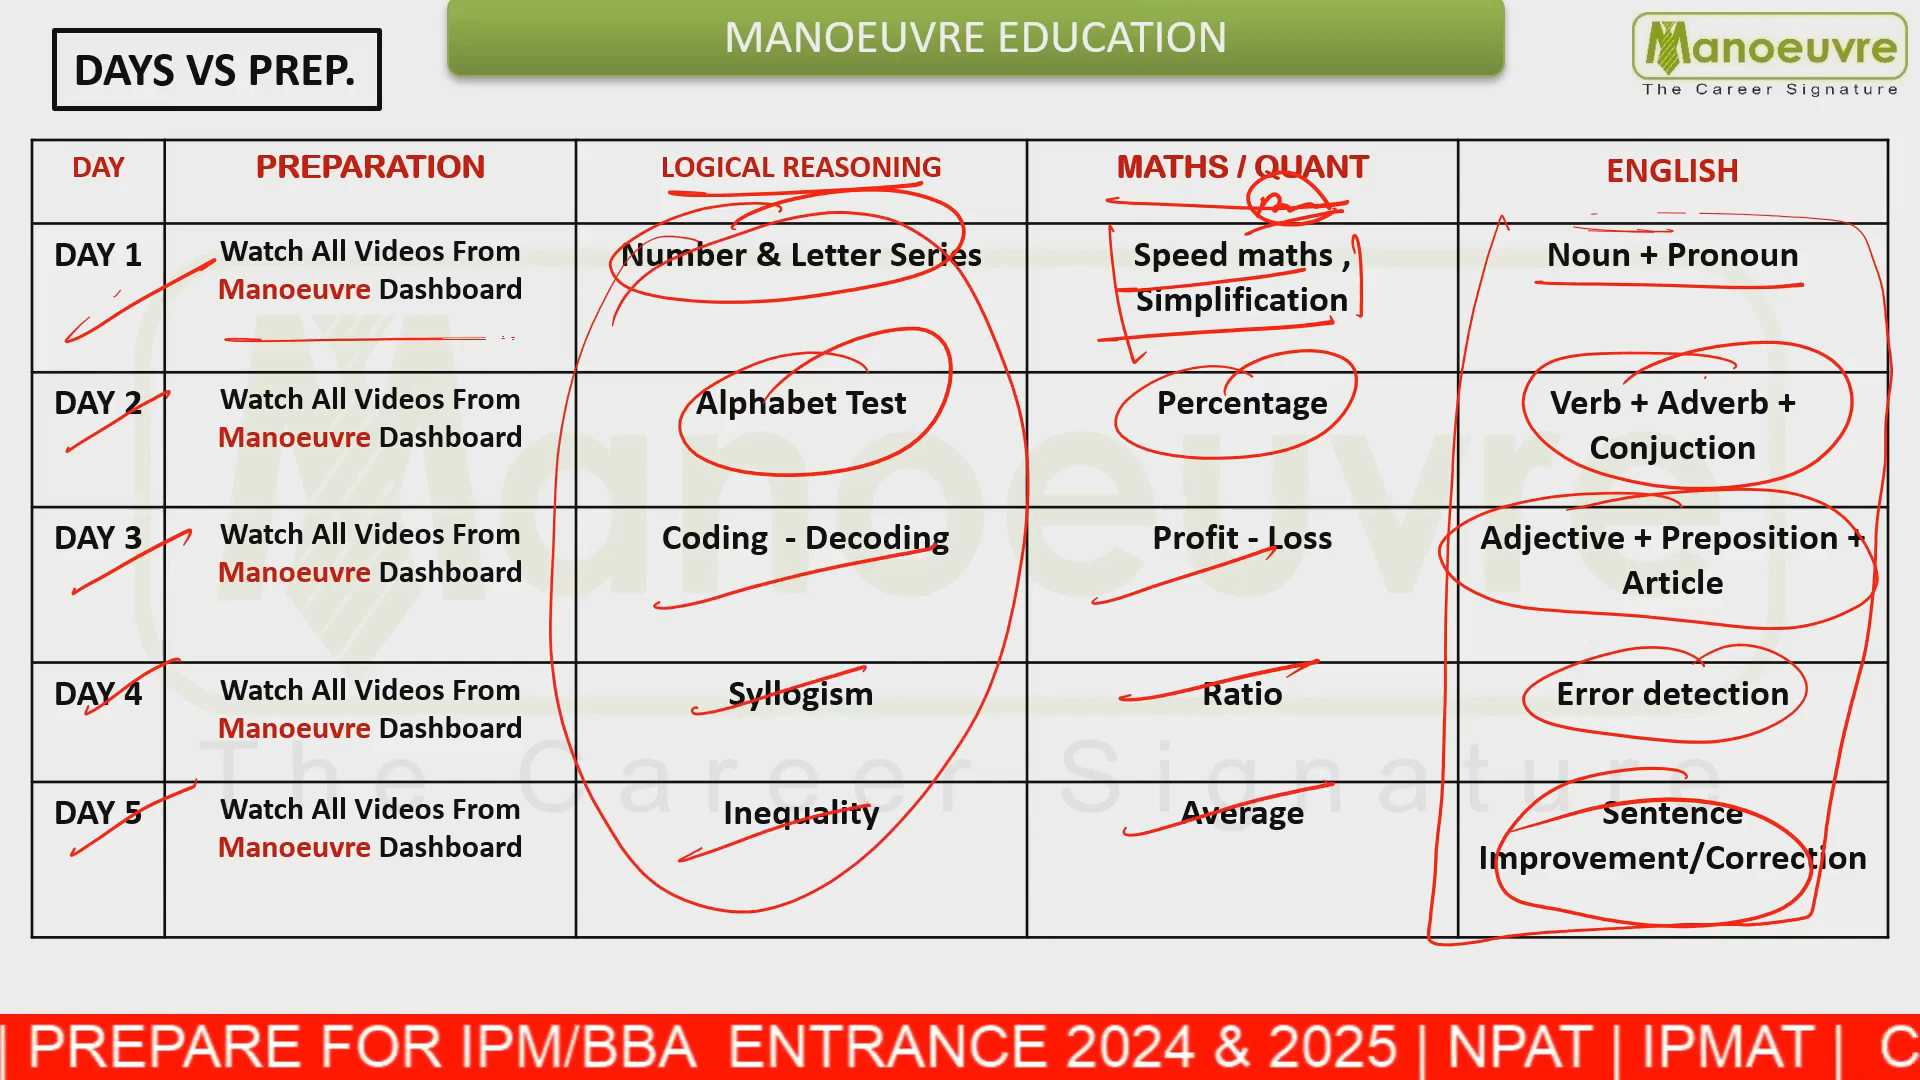 MANOEUVRE EDUCATION
DAYS VS PREP.
Manoeuvre
The Career Signature
DAY PREPARATION LOGICAL REASONING MATHS / QUANT ENGLISH
DAY 1
Watch All Videos From
Manoeuvre Dashboard
Number & Letter Series
Speed maths ,
Simplification
Noun + Pronoun
DAY 2
Watch All Videos From
Manoeuvre Dashboard
Alphabet Test
Percentage
Verb + Adverb +
Conjuction
DAY 3
Watch All Videos From
Manoeuvre Dashboard
Coding - Decoding
Profit - Loss
Adjective + Preposition +
Article
DAY 4
Watch All Videos From
Manoeuvre Dashboard
Syllogism
Ratio
Error detection
DAY 5
Watch All Videos From
Manoeuvre Dashboard
Inequality
Average
Sentence
Improvement/Correction
Manoeuvre
The Career Signature
| PREPARE FOR IPM/BBA ENTRANCE 2024 & 2025 | NPAT | IPMAT | C